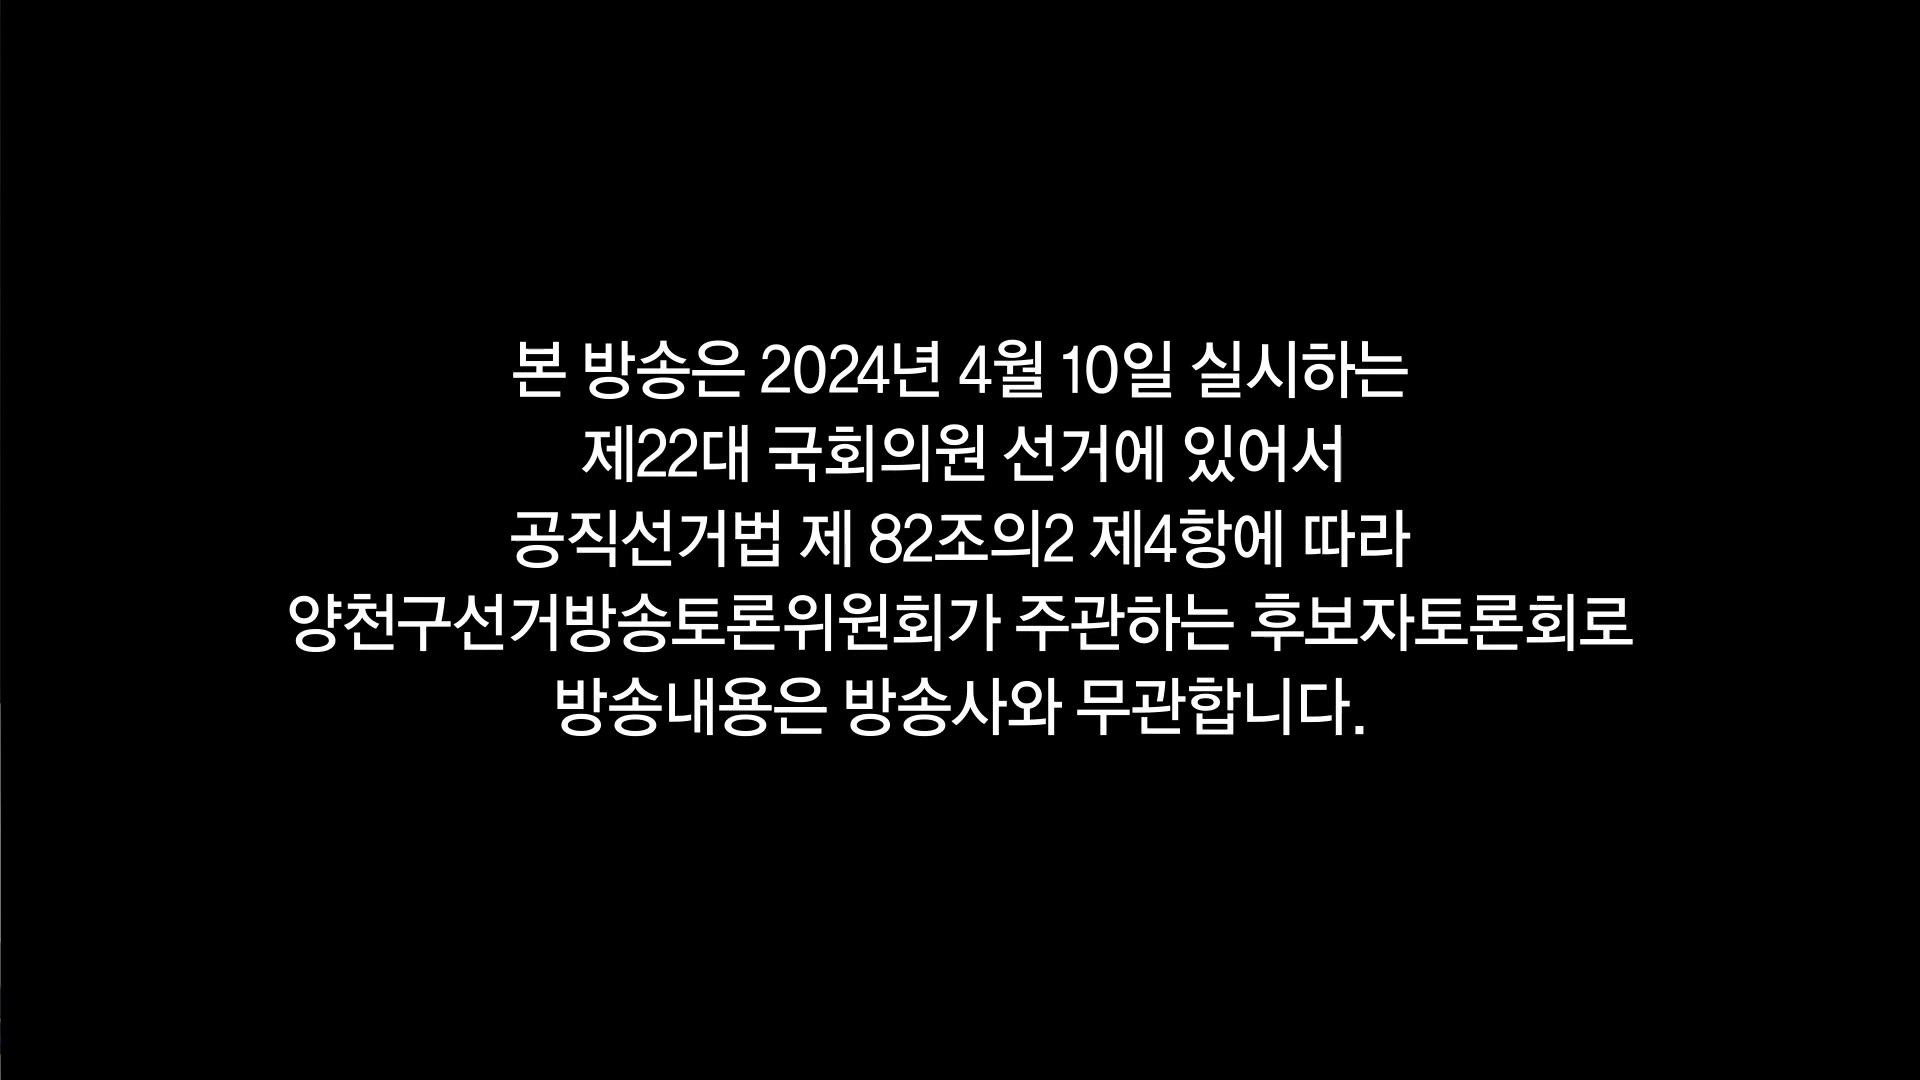 본 방송은 2024년 4월 10일 실시하는
제22대 국회의원 선거에 있어서
공직선거법 제 82조의2 제4항에 따라
양천구선거방송토론위원회가 주관하는 후보자토론회로
방송내용은 방송사와 무관합니다.